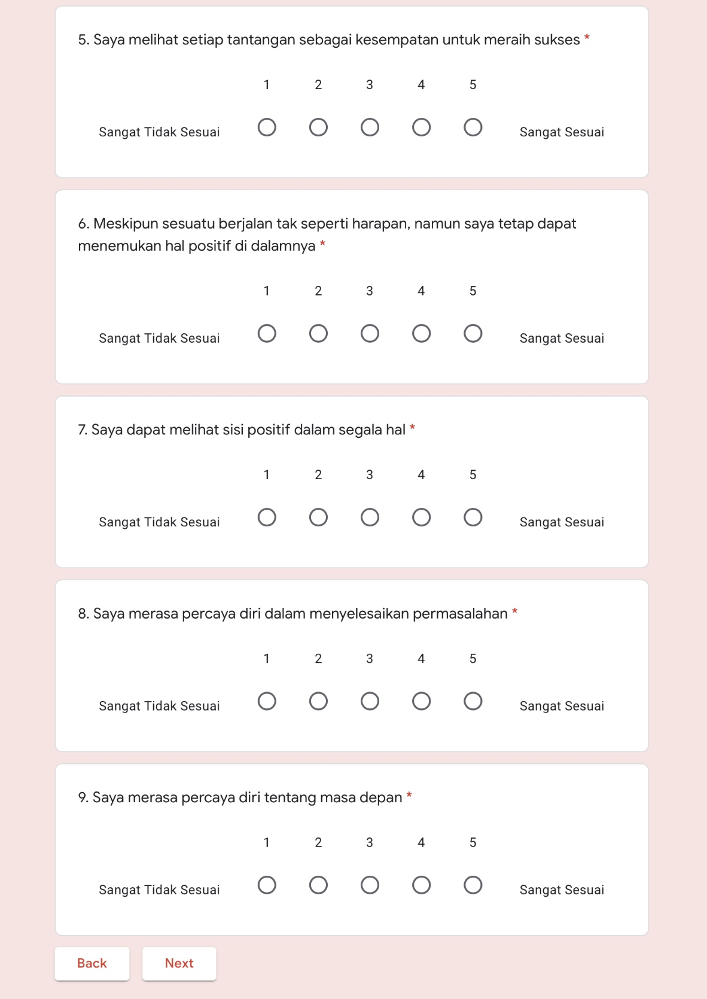 5. Saya melihat setiap tantangan sebagai kesempatan untuk meraih sukses *
1 2 3 4 5
Sangat Tidak Sesuai Sangat Sesuai
6. Meskipun sesuatu berjalan tak seperti harapan, namun saya tetap dapat
menemukan hal positif di dalamnya *
1 2 3 4 5
Sangat Tidak Sesuai Sangat Sesuai
7. Saya dapat melihat sisi positif dalam segala hal *
1 2 3 4 5
Sangat Tidak Sesuai Sangat Sesuai
8. Saya merasa percaya diri dalam menyelesaikan permasalahan *
1 2 3 4 5
Sangat Tidak Sesuai Sangat Sesuai
9. Saya merasa percaya diri tentang masa depan *
1 2 3 4 5
Sangat Tidak Sesuai Sangat Sesuai
Back Next